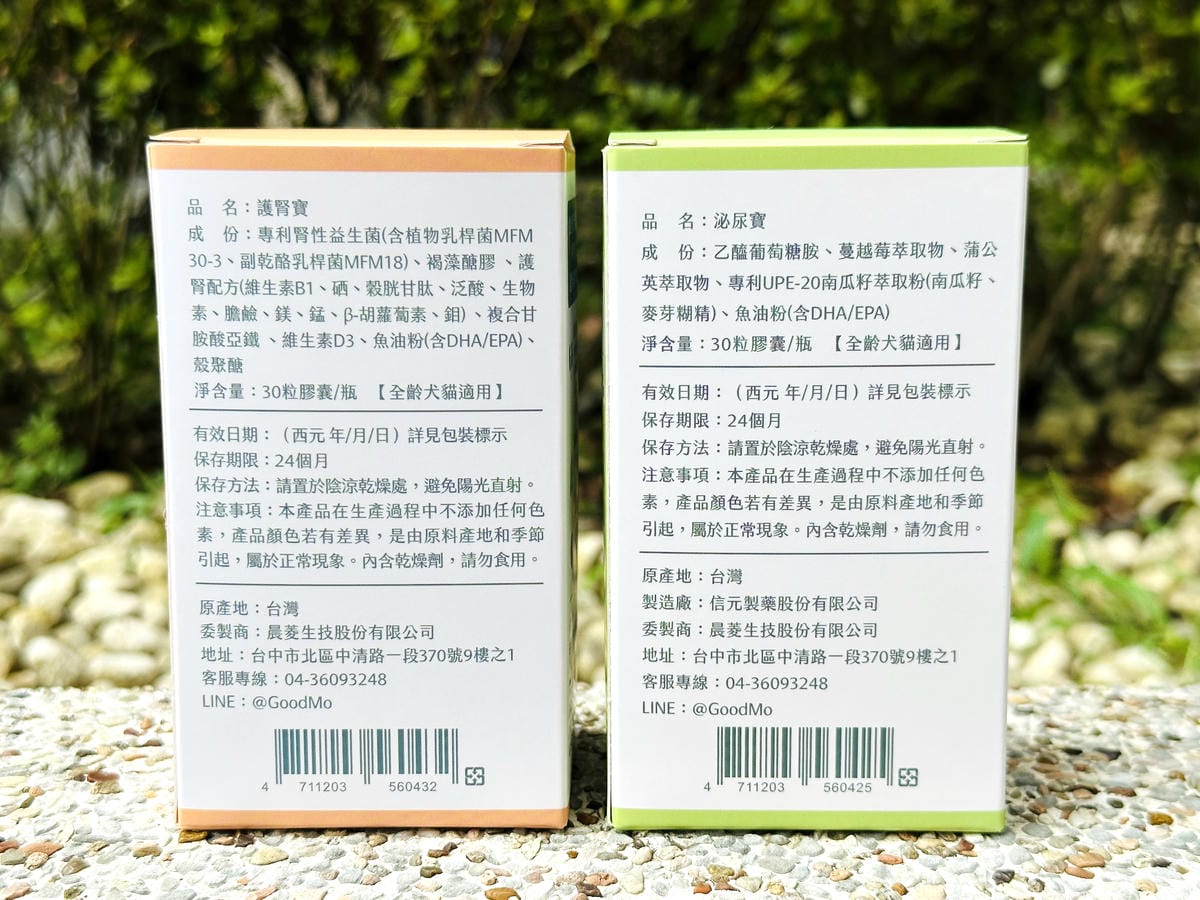 品　名：護腎寶
成　份：專利腎性益生菌(含植物乳桿菌MFM
30-3、副乾酪乳桿菌MFM18)、褐藻醣膠、護
腎配方(維生素B1、硒、穀胱甘肽、泛酸、生物
素、膽鹼、鎂、錳、β-胡蘿蔔素、鉬)、複合甘
胺酸亞鐵、維生素D3、魚油粉(含DHA/EPA)、
殼聚醣
淨含量：30粒膠囊/瓶　【全齡犬貓適用】
有效日期：（西元 年/月/日）詳見包裝標示
保存期限：24個月
保存方法：請置於陰涼乾燥處，避免陽光直射。
注意事項：本產品在生產過程中不添加任何色
素，產品顏色若有差異，是由原料產地和季節
引起，屬於正常現象。內含乾燥劑，請勿食用。
原產地：台灣
委製商：晨菱生技股份有限公司
地址：台中市北區中清路一段370號9樓之1
客服專線：04-36093248
LINE：@GoodMo
4 711203 560432
品　名：泌尿寶
成　份：乙醯葡萄糖胺、蔓越莓萃取物、蒲公
英萃取物、專利UPE-20南瓜籽萃取粉(南瓜籽、
麥芽糊精)、魚油粉(含DHA/EPA)
淨含量：30粒膠囊/瓶　【全齡犬貓適用】
有效日期：（西元 年/月/日）詳見包裝標示
保存期限：24個月
保存方法：請置於陰涼乾燥處，避免陽光直射。
注意事項：本產品在生產過程中不添加任何色
素，產品顏色若有差異，是由原料產地和季節
引起，屬於正常現象。內含乾燥劑，請勿食用。
原產地：台灣
製造廠：信元製藥股份有限公司
委製商：晨菱生技股份有限公司
地址：台中市北區中清路一段370號9樓之1
客服專線：04-36093248
LINE：@GoodMo
4 711203 560425